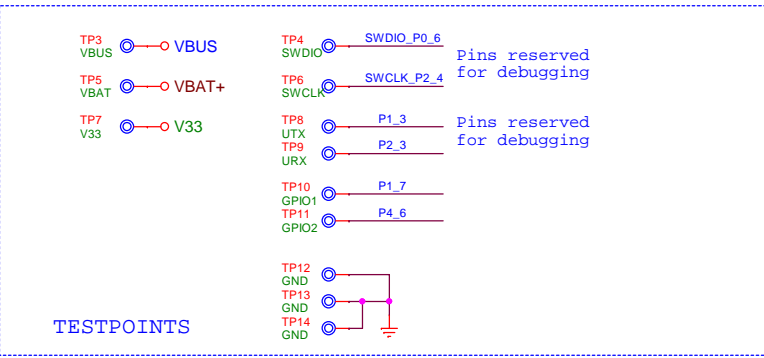 TP3
VBUS
VBUS
TP5
VBAT
VBAT+
TP7
V33
V33
TP4
SWDIO
SWDIO_P0_6
TP6
SWCLK
SWCLK_P2_4
Pins reserved
for debugging
TP8
UTX
P1_3
TP9
URX
P2_3
Pins reserved
for debugging
TP10
GPIO1
P1_7
TP11
GPIO2
P4_6
TP12
GND
TP13
GND
TP14
GND
TESTPOINTS